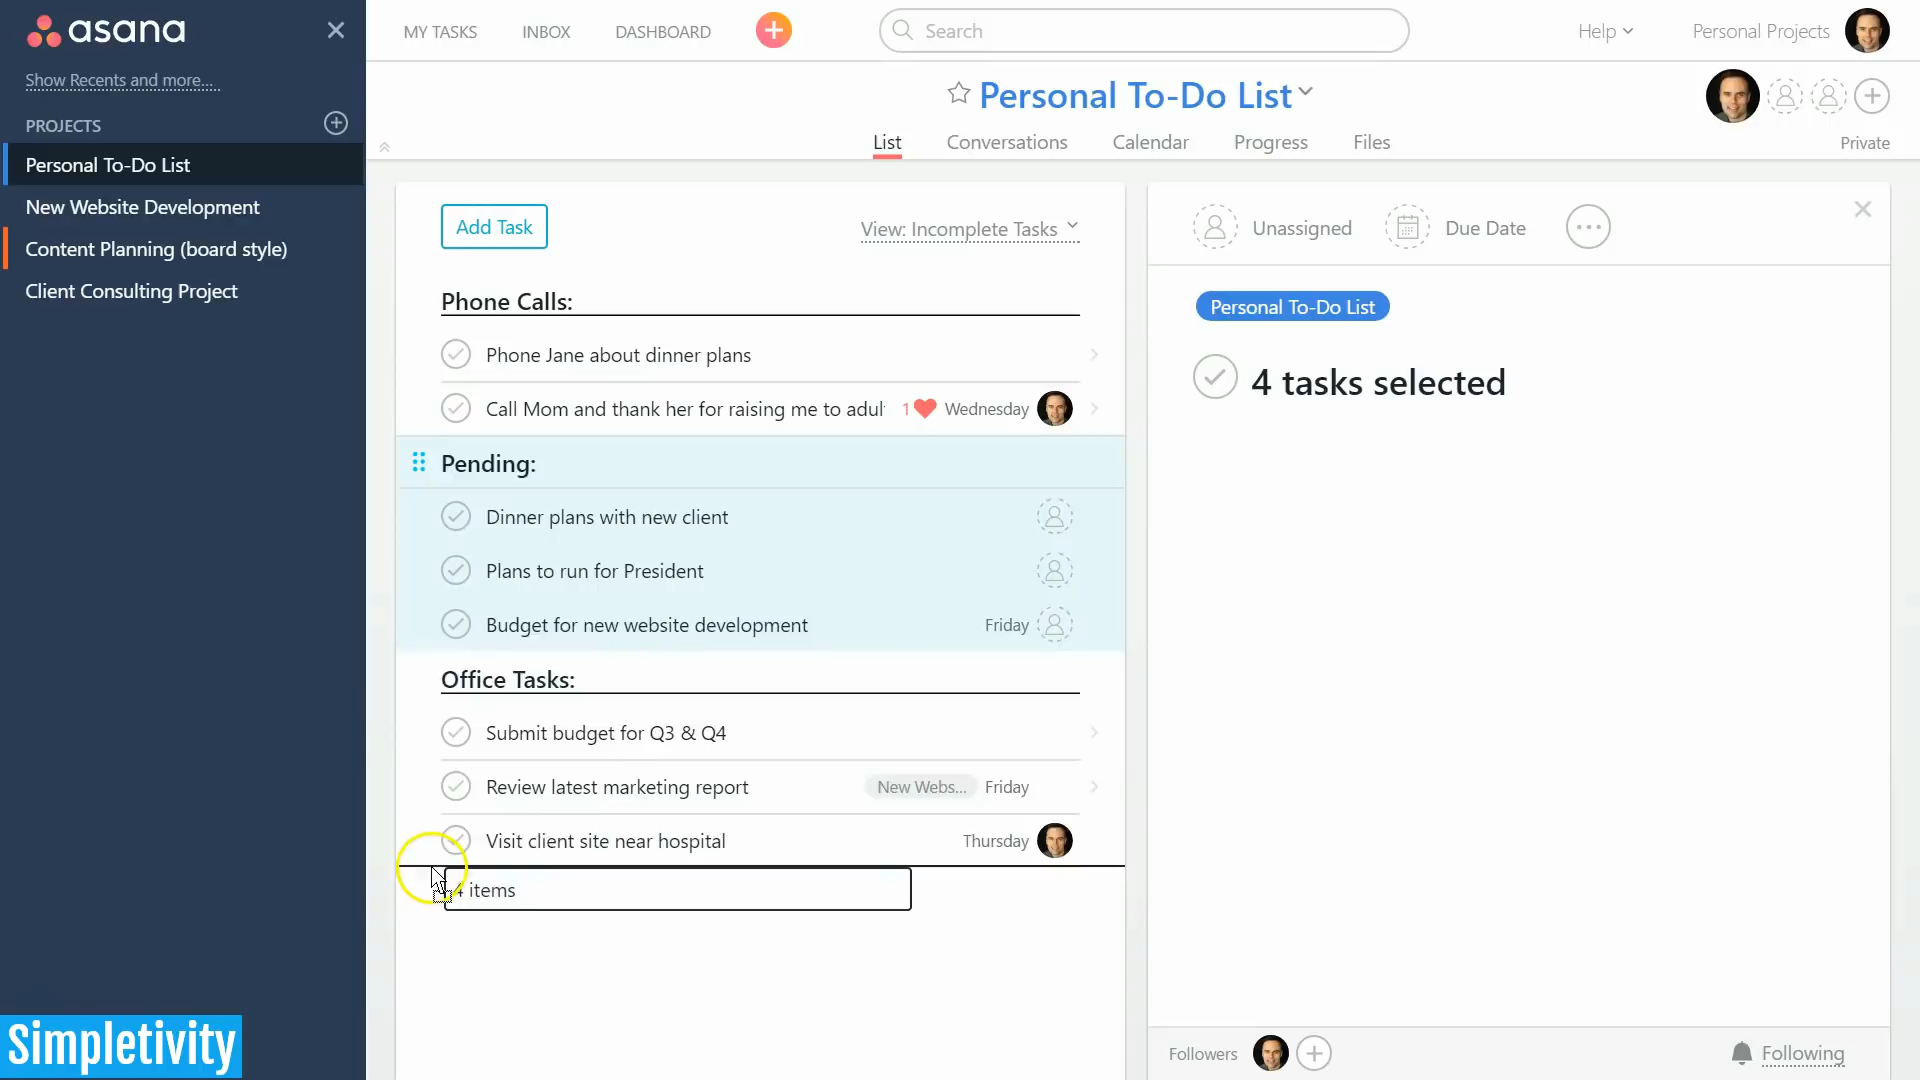 asana
Show Recents and more...
PROJECTS
Personal To-Do List
New Website Development
Content Planning (board style)
Client Consulting Project
Simpletivity
MY TASKS
INBOX
DASHBOARD
Search
Help
Personal Projects
Personal To-Do List
List
Conversations
Calendar
Progress
Files
Private
Add Task
View: Incomplete Tasks
Phone Calls:
Phone Jane about dinner plans
Call Mom and thank her for raising me to adul 1 Wednesday
Pending:
Dinner plans with new client
Plans to run for President
Budget for new website development Friday
Office Tasks:
Submit budget for Q3 & Q4
Review latest marketing report New Webs... Friday
Visit client site near hospital Thursday
4 items
Unassigned
Due Date
Personal To-Do List
4 tasks selected
Followers
Following